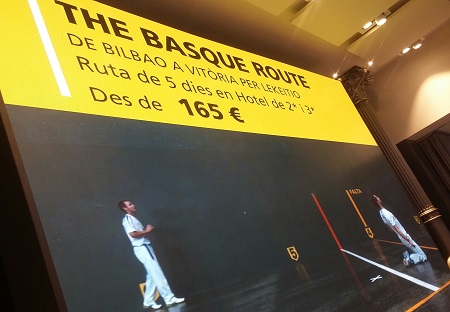 THE BASQUE ROUTE
DE BILBAO A VITORIA PER LEKEITIO
Ruta de 5 dies en Hotel de 2* i 3*
Des de 165 €
FALTA
5